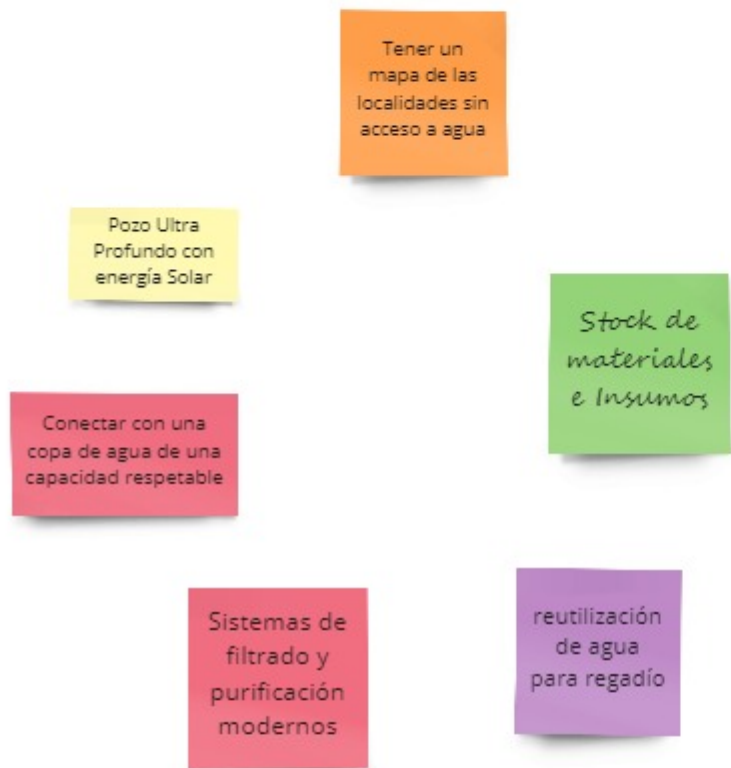 Tener un
mapa de las
localidades sin
acceso a agua
Pozo Ultra
Profundo con
energía Solar
Stock de
materiales
e Insumos
Conectar con una
copa de agua de una
capacidad respetable
Sistemas de
filtrado y
purificación
modernos
reutilización
de agua
para regadío